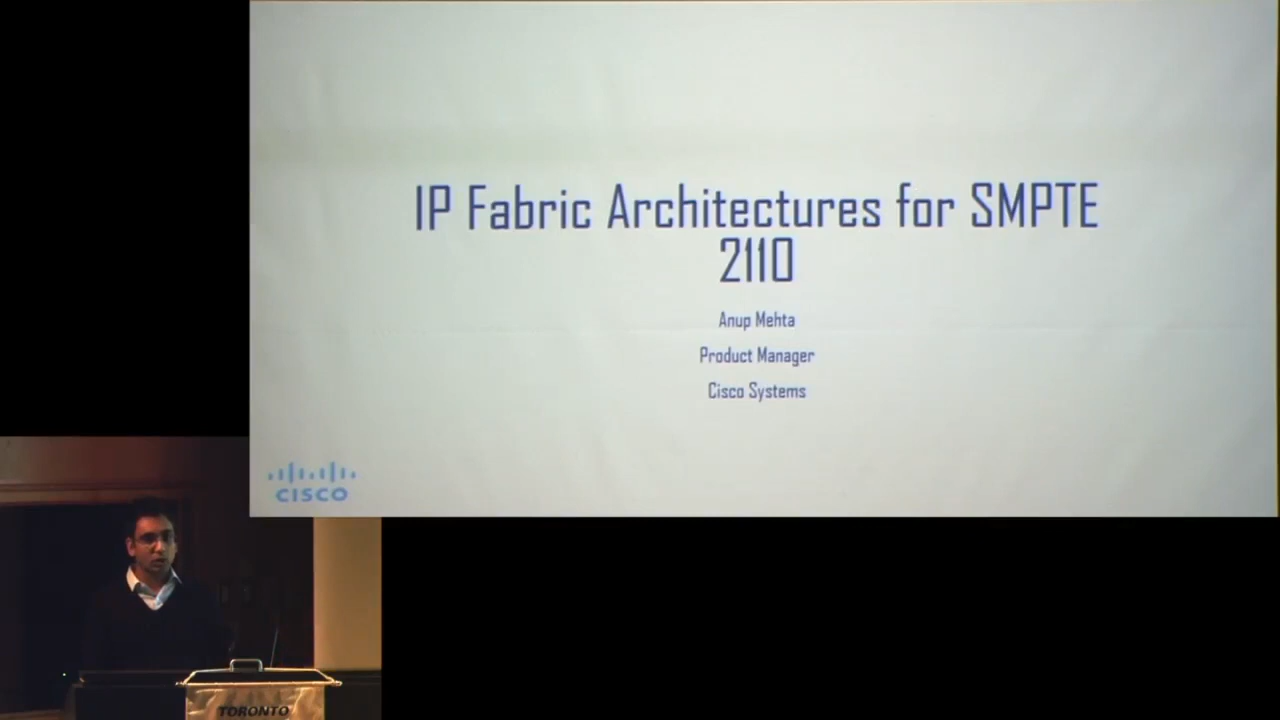 IP Fabric Architectures for SMPTE
2110
Anup Mehta
Product Manager
Cisco Systems
CISCO
TORONTO